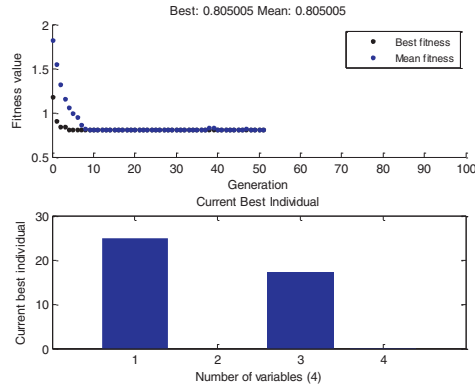 Best: 0.805005 Mean: 0.805005
2
1.5
1
0.5
Fitness value
Best fitness
Mean fitness
0 10 20 30 40 50 60 70 80 90 100
Generation
Current Best Individual
30
20
10
0
Current best individual
1 2 3 4
Number of variables (4)